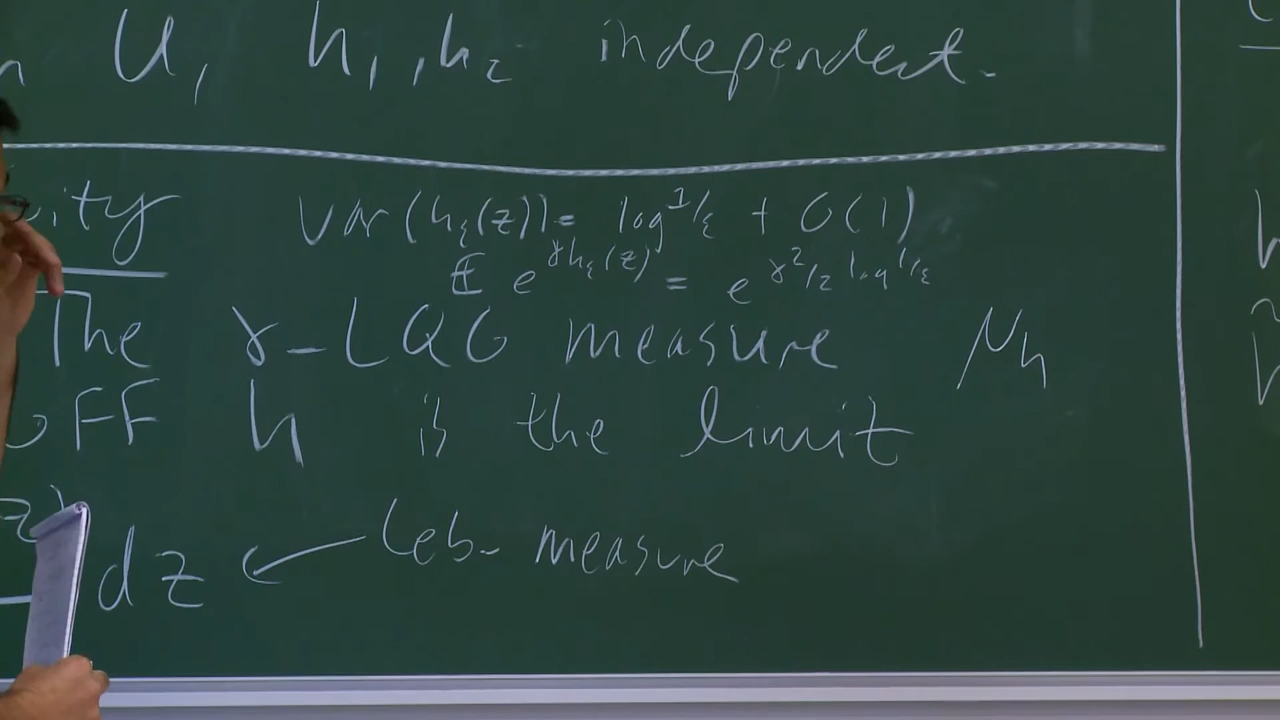 U, h₁, h₂ independent.
Var(h_ε(z)) = log 1/ε + O(1)
𝔼 e^{γh_ε(z)} = e^{γ²/2 log 1/ε}
The γ-LQG measure μ_h
FF h is the limit
dz ← Leb. measure